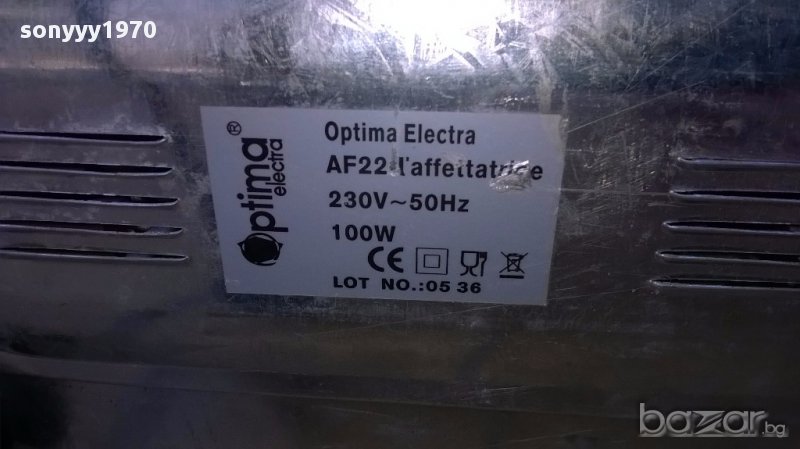 sonyyy1970
Optima®
electra
Optima Electra
AF22 l'affettatrice
230V~50Hz
100W
CE
LOT NO.:05 36
bazar.bg